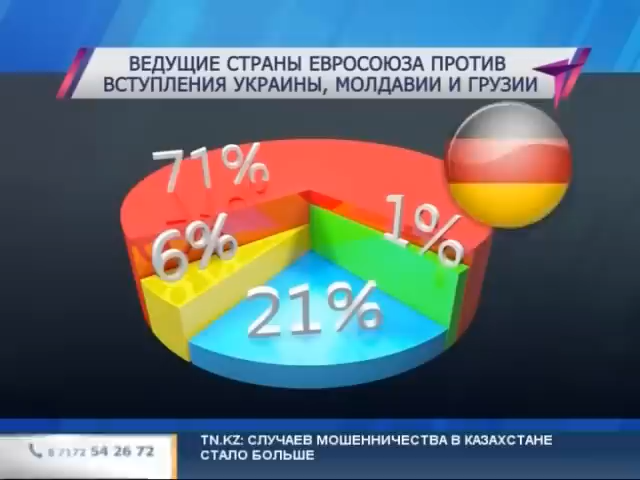 ВЕДУЩИЕ СТРАНЫ ЕВРОСОЮЗА ПРОТИВ
ВСТУПЛЕНИЯ УКРАИНЫ, МОЛДАВИИ И ГРУЗИИ
71%
1%
6%
21%
8 7172 54 26 72
TN.KZ: СЛУЧАЕВ МОШЕННИЧЕСТВА В КАЗАХСТАНЕ
СТАЛО БОЛЬШЕ